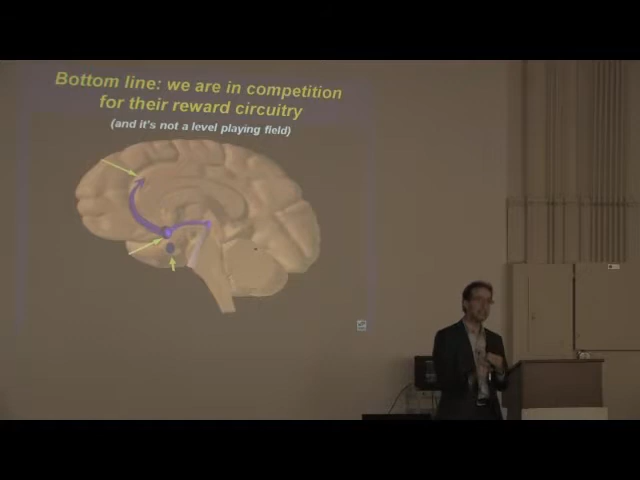 Bottom line: we are in competition
for their reward circuitry
(and it's not a level playing field)